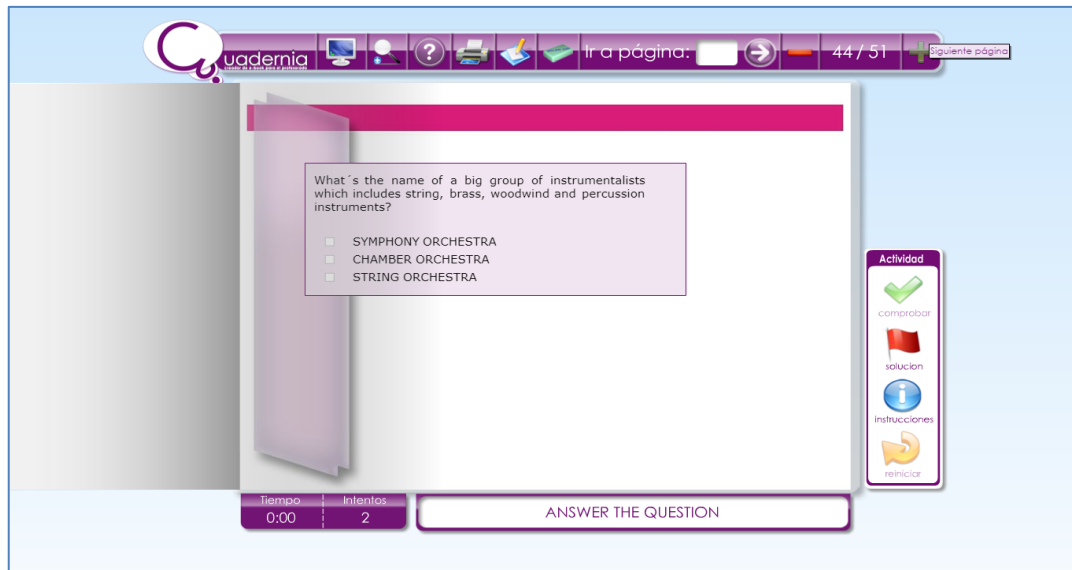 Cuadernia
Ir a página:
44 / 51
Siguiente página
What´s the name of a big group of instrumentalists
which includes string, brass, woodwind and percussion
instruments?
SYMPHONY ORCHESTRA
CHAMBER ORCHESTRA
STRING ORCHESTRA
Actividad
comprobar
solucion
instrucciones
reiniciar
Tiempo
Intentos
0:00
2
ANSWER THE QUESTION